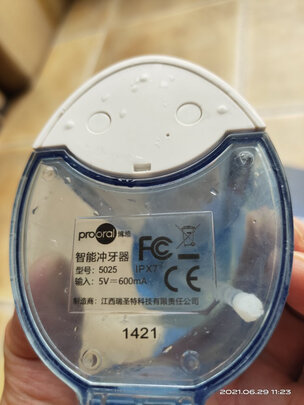 prooral
智能冲牙器
型号：5025
输入：5V⎓600mA
FC
IPX7
CE
制造商：江西瑞圣特科技有限责任公司
1421
2021.06.29 11:23